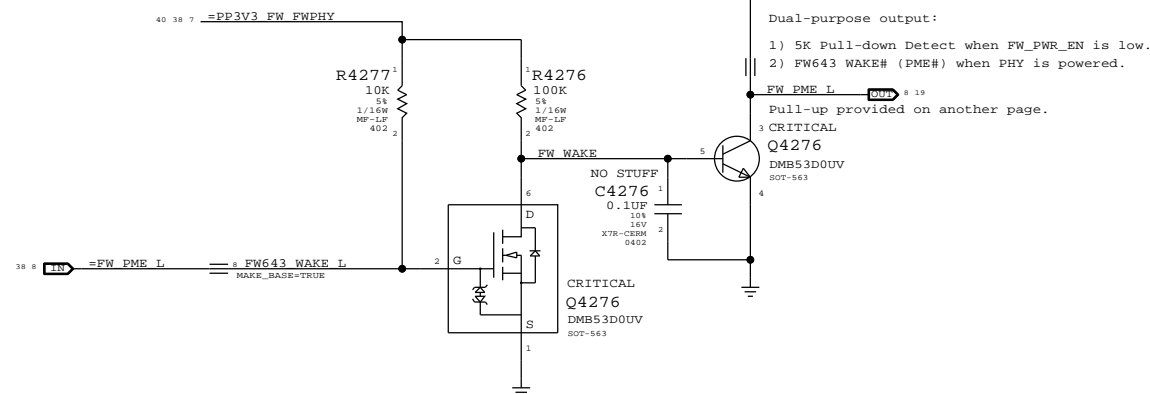 40 38 7 =PP3V3_FW_FWPHY
Dual-purpose output:
1) 5K Pull-down Detect when FW_PWR_EN is low.
2) FW643 WAKE# (PME#) when PHY is powered.
FW_PME_L OUT 8 19
Pull-up provided on another page.
1
R4277
10K
5%
1/16W
MF-LF
402
2
1
R4276
100K
5%
1/16W
MF-LF
402
2
FW_WAKE
5
3 CRITICAL
Q4276
DMB53D0UV
SOT-563
4
NO STUFF
C4276
0.1UF
10%
16V
X7R-CERM
0402
1
2
6
D
38 8 IN =FW_PME_L
8 FW643_WAKE_L
MAKE_BASE=TRUE
2 G
S
1
CRITICAL
Q4276
DMB53D0UV
SOT-563